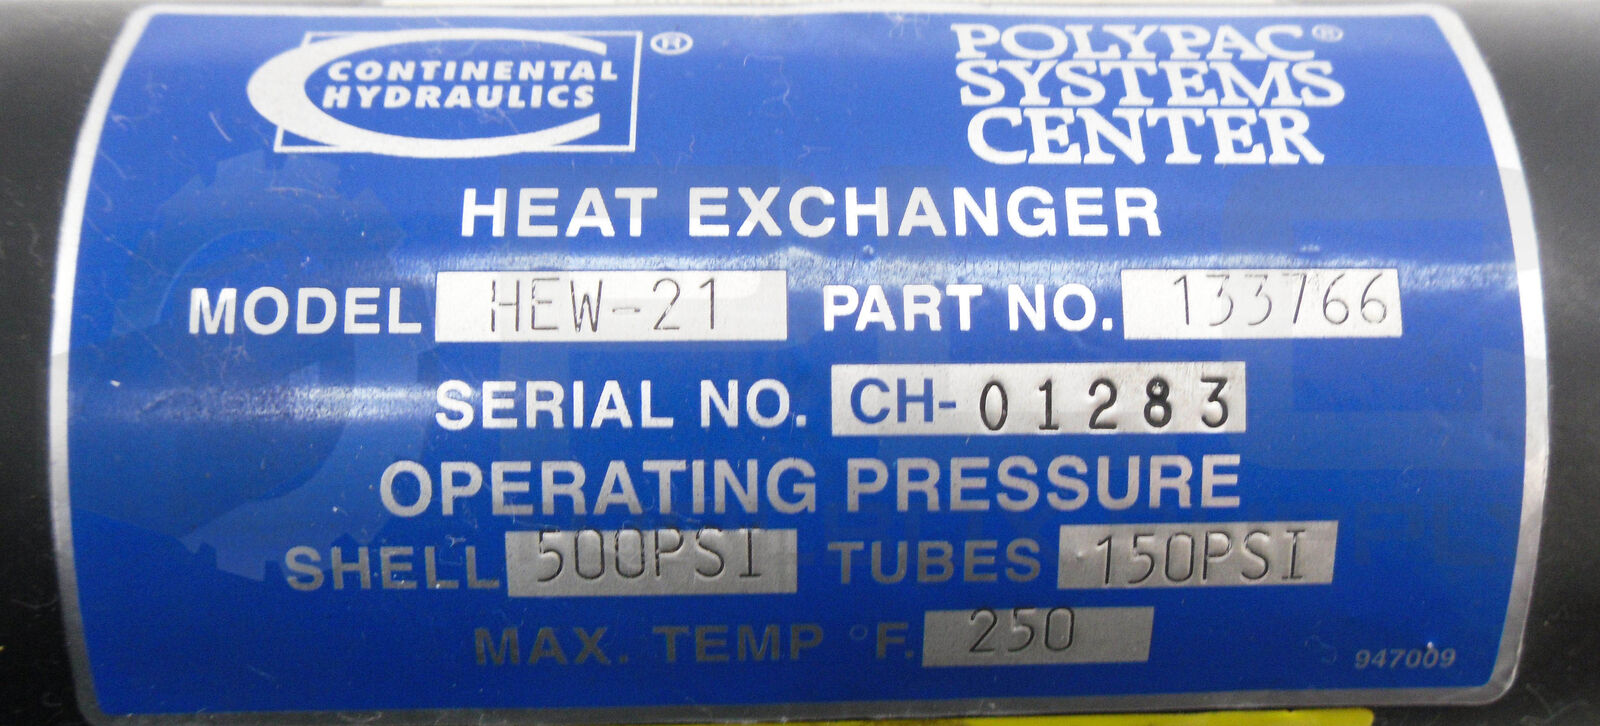 CONTINENTAL HYDRAULICS ®
POLYPAC®
SYSTEMS
CENTER
HEAT EXCHANGER
MODEL HEW-21 PART NO. 133766
SERIAL NO. CH-01283
OPERATING PRESSURE
SHELL 500PSI TUBES 150PSI
MAX. TEMP °F. 250
947009